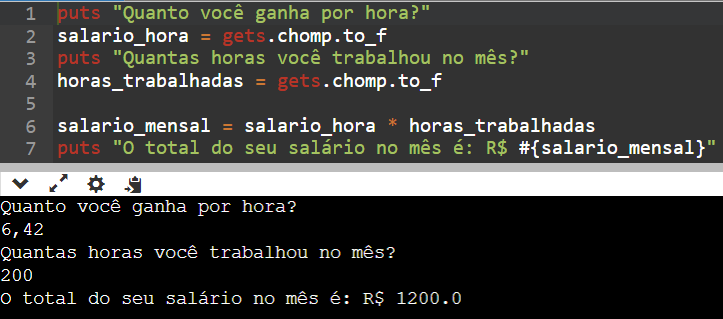 1 puts "Quanto você ganha por hora?"
2 salario_hora = gets.chomp.to_f
3 puts "Quantas horas você trabalhou no mês?"
4 horas_trabalhadas = gets.chomp.to_f
5
6 salario_mensal = salario_hora * horas_trabalhadas
7 puts "O total do seu salário no mês é: R$ #{salario_mensal}"
Quanto você ganha por hora?
6,42
Quantas horas você trabalhou no mês?
200
O total do seu salário no mês é: R$ 1200.0